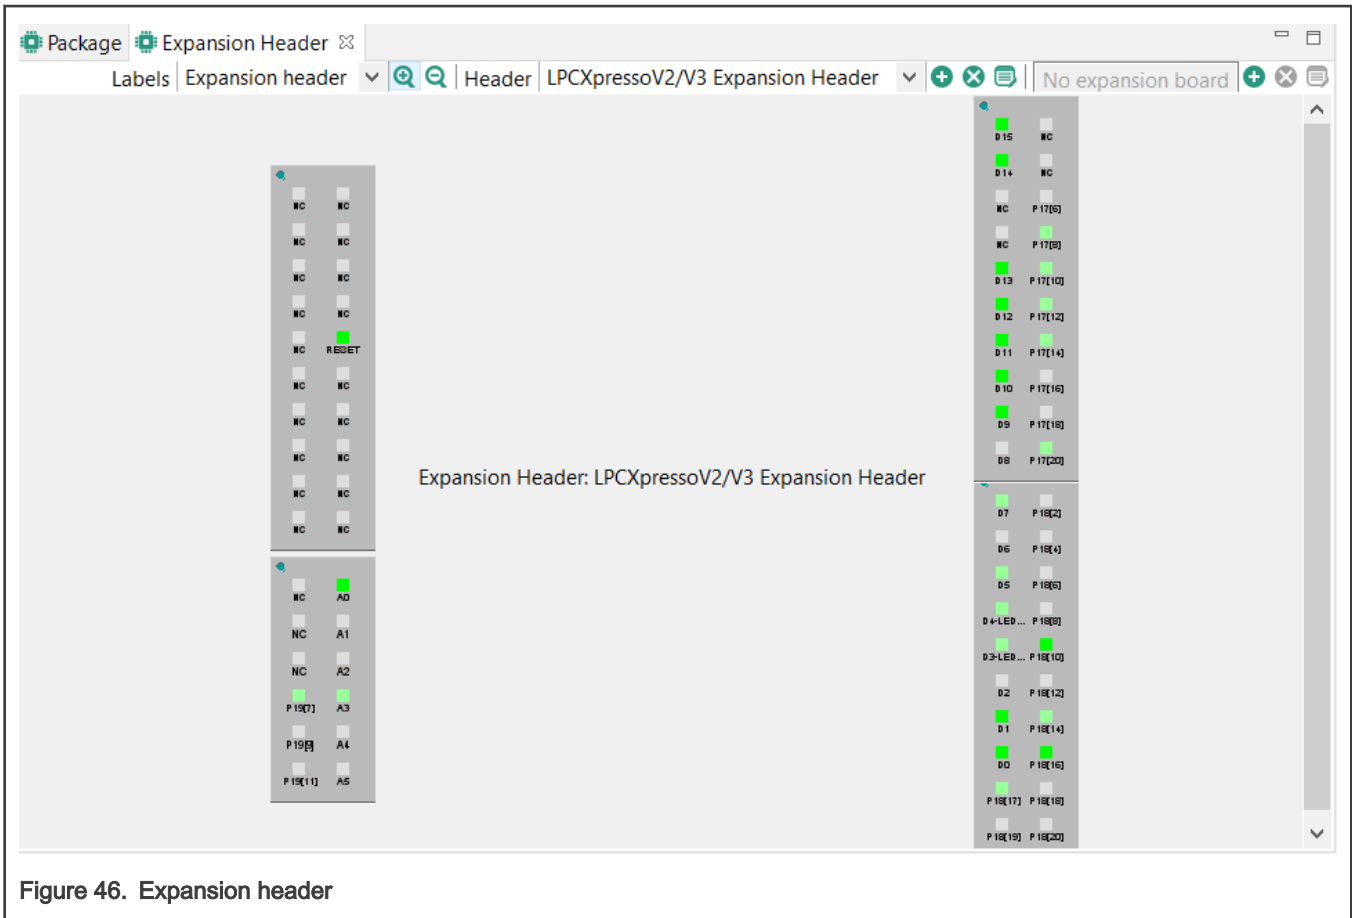 Package Expansion Header
Labels Expansion header Header LPCXpressoV2/V3 Expansion Header No expansion board
NC NC
NC NC
NC NC
NC NC
NC RESET
NC NC
NC NC
NC NC
NC NC
NC NC
NC A0
NC A1
NC A2
P19[7] A3
P19[9] A4
P19[11] A5
Expansion Header: LPCXpressoV2/V3 Expansion Header
D15 NC
D14 NC
NC P17[6]
NC P17[8]
D13 P17[10]
D12 P17[12]
D11 P17[14]
D10 P17[16]
D9 P17[18]
D8 P17[20]
D7 P18[2]
D6 P18[4]
D5 P18[6]
D4-LED... P18[8]
D3-LED... P18[10]
D2 P18[12]
D1 P18[14]
D0 P18[16]
P18[17] P18[18]
P18[19] P18[20]
Figure 46. Expansion header